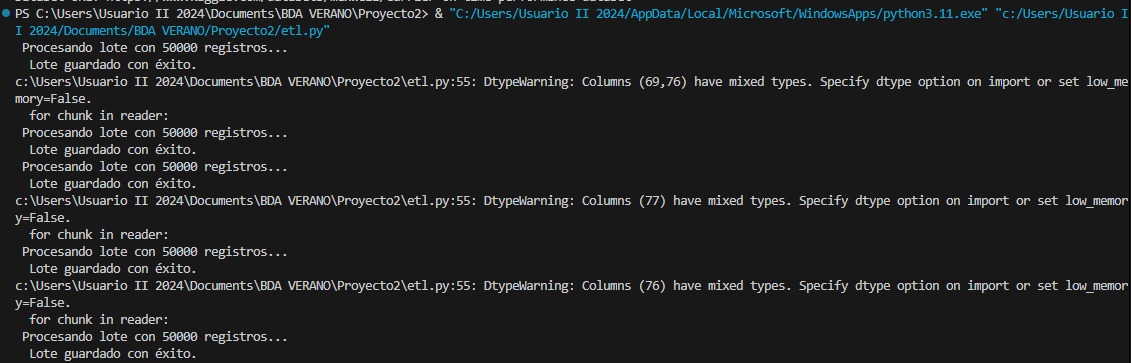 PS C:\Users\Usuario II 2024\Documents\BDA VERANO\Proyecto2> & "C:/Users/Usuario II 2024/AppData/Local/Microsoft/WindowsApps/python3.11.exe" "c:/Users/Usuario I
I 2024/Documents/BDA VERANO/Proyecto2/etl.py"
Procesando lote con 50000 registros...
Lote guardado con éxito.
c:\Users\Usuario II 2024\Documents\BDA VERANO\Proyecto2\etl.py:55: DtypeWarning: Columns (69,76) have mixed types. Specify dtype option on import or set low_me
mory=False.
for chunk in reader:
Procesando lote con 50000 registros...
Lote guardado con éxito.
Procesando lote con 50000 registros...
Lote guardado con éxito.
c:\Users\Usuario II 2024\Documents\BDA VERANO\Proyecto2\etl.py:55: DtypeWarning: Columns (77) have mixed types. Specify dtype option on import or set low_memor
y=False.
for chunk in reader:
Procesando lote con 50000 registros...
Lote guardado con éxito.
c:\Users\Usuario II 2024\Documents\BDA VERANO\Proyecto2\etl.py:55: DtypeWarning: Columns (76) have mixed types. Specify dtype option on import or set low_memor
y=False.
for chunk in reader:
Procesando lote con 50000 registros...
Lote guardado con éxito.